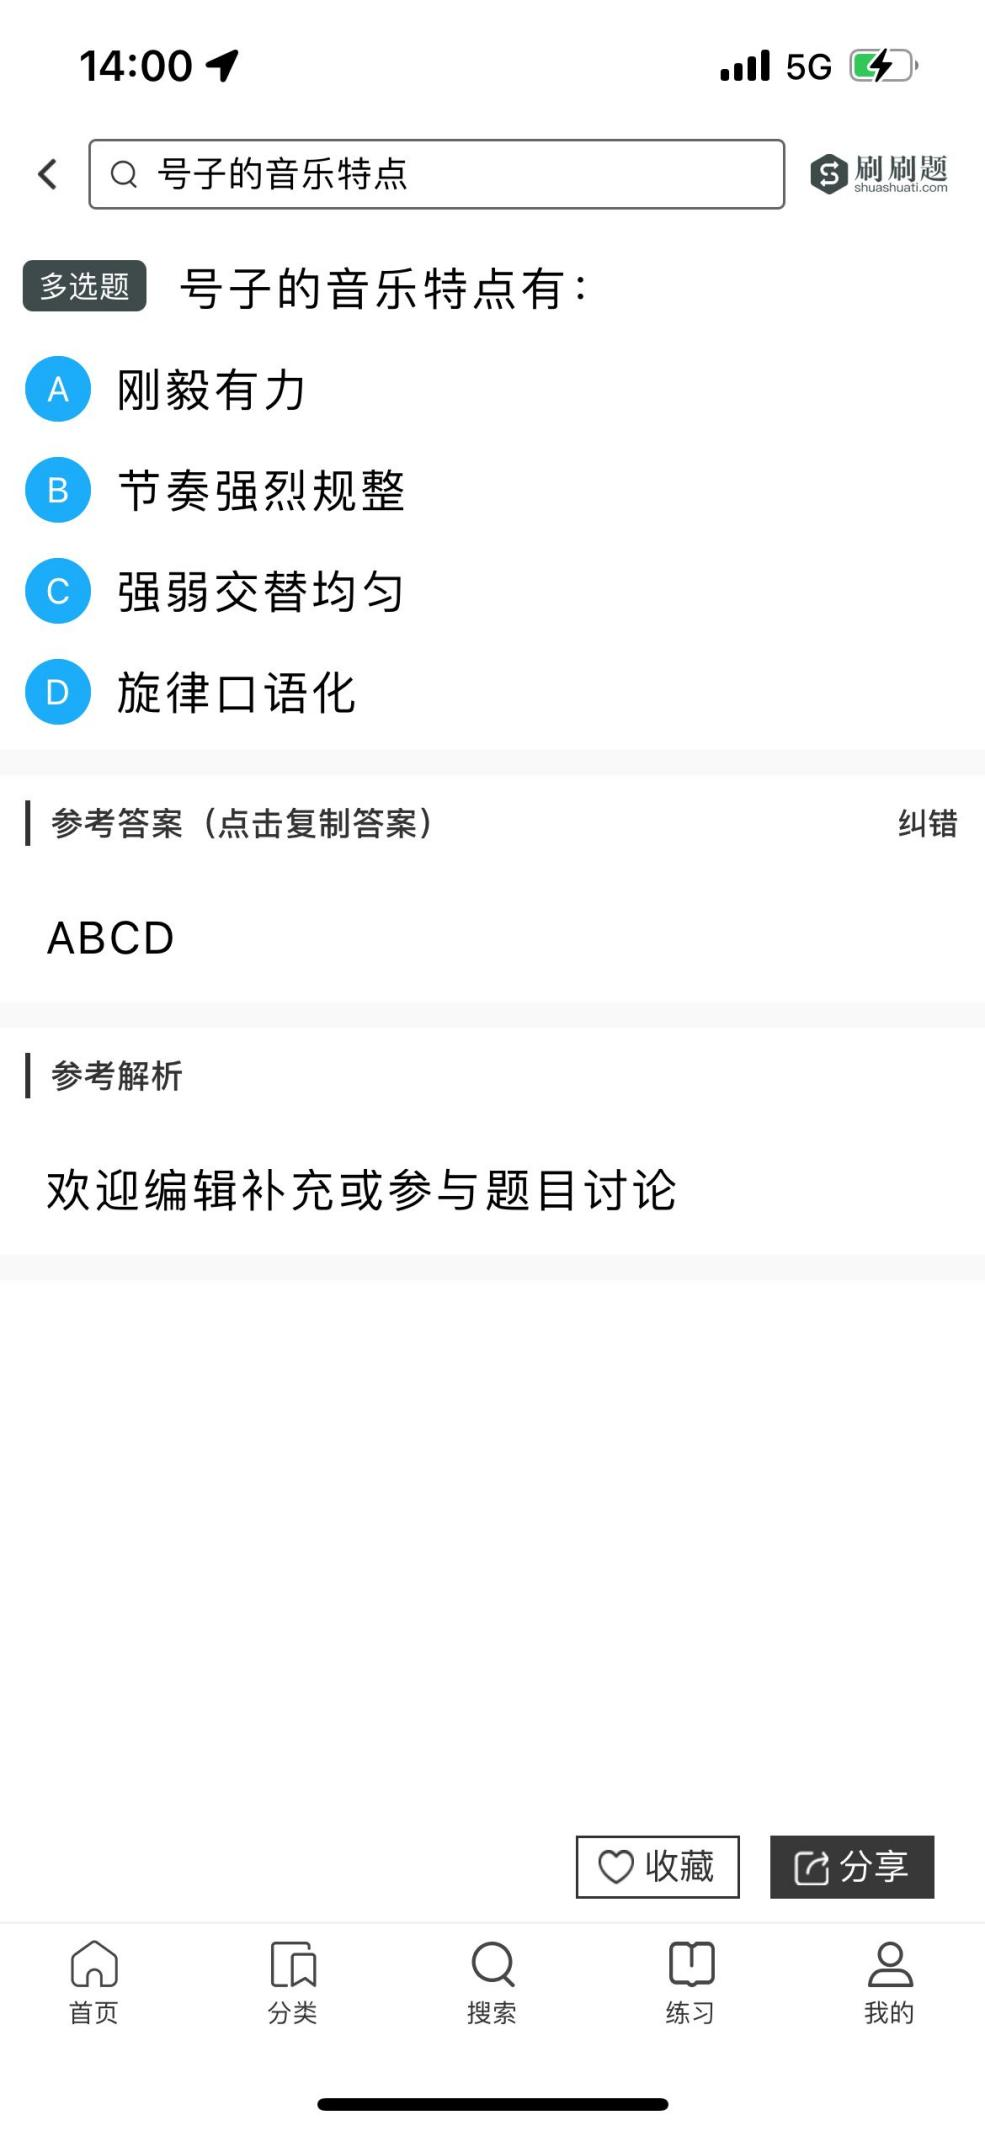 14:00 5G
号子的音乐特点 刷刷题
shuashuati.com
多选题 号子的音乐特点有：
A 刚毅有力
B 节奏强烈规整
C 强弱交替均匀
D 旋律口语化
参考答案（点击复制答案） 纠错
ABCD
参考解析
欢迎编辑补充或参与题目讨论
收藏 分享
首页 分类 搜索 练习 我的